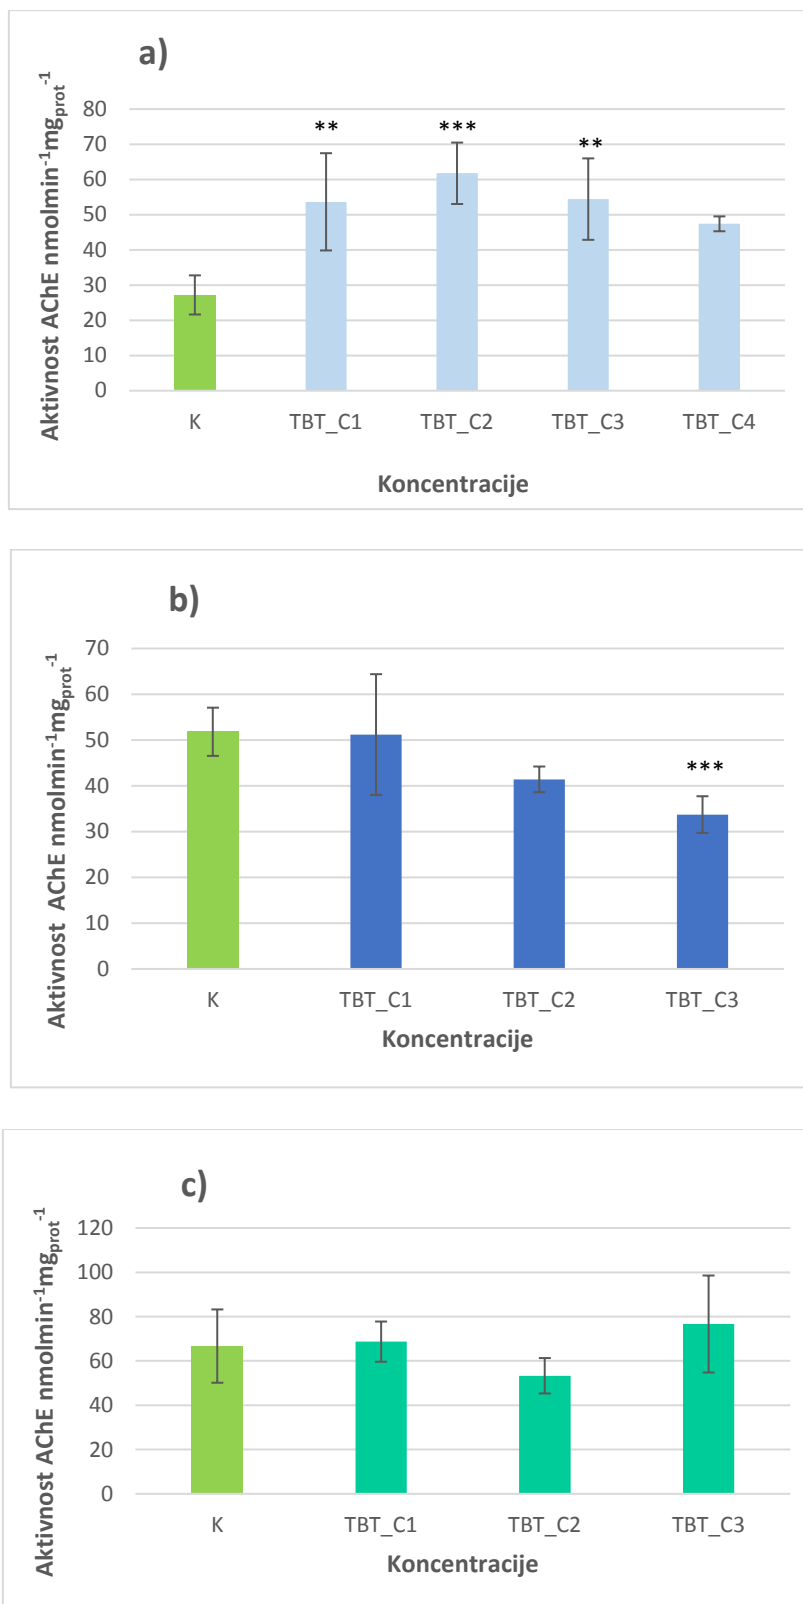 a)
Aktivnost AChE nmolmin⁻¹mgprot⁻¹
80
70
60
50
40
30
20
10
0
**
***
**
K TBT_C1 TBT_C2 TBT_C3 TBT_C4
Koncentracije
b)
Aktivnost AChE nmolmin⁻¹mgprot⁻¹
70
60
50
40
30
20
10
0
***
K TBT_C1 TBT_C2 TBT_C3
Koncentracije
c)
Aktivnost AChE nmolmin⁻¹mgprot⁻¹
120
100
80
60
40
20
0
K TBT_C1 TBT_C2 TBT_C3
Koncentracije